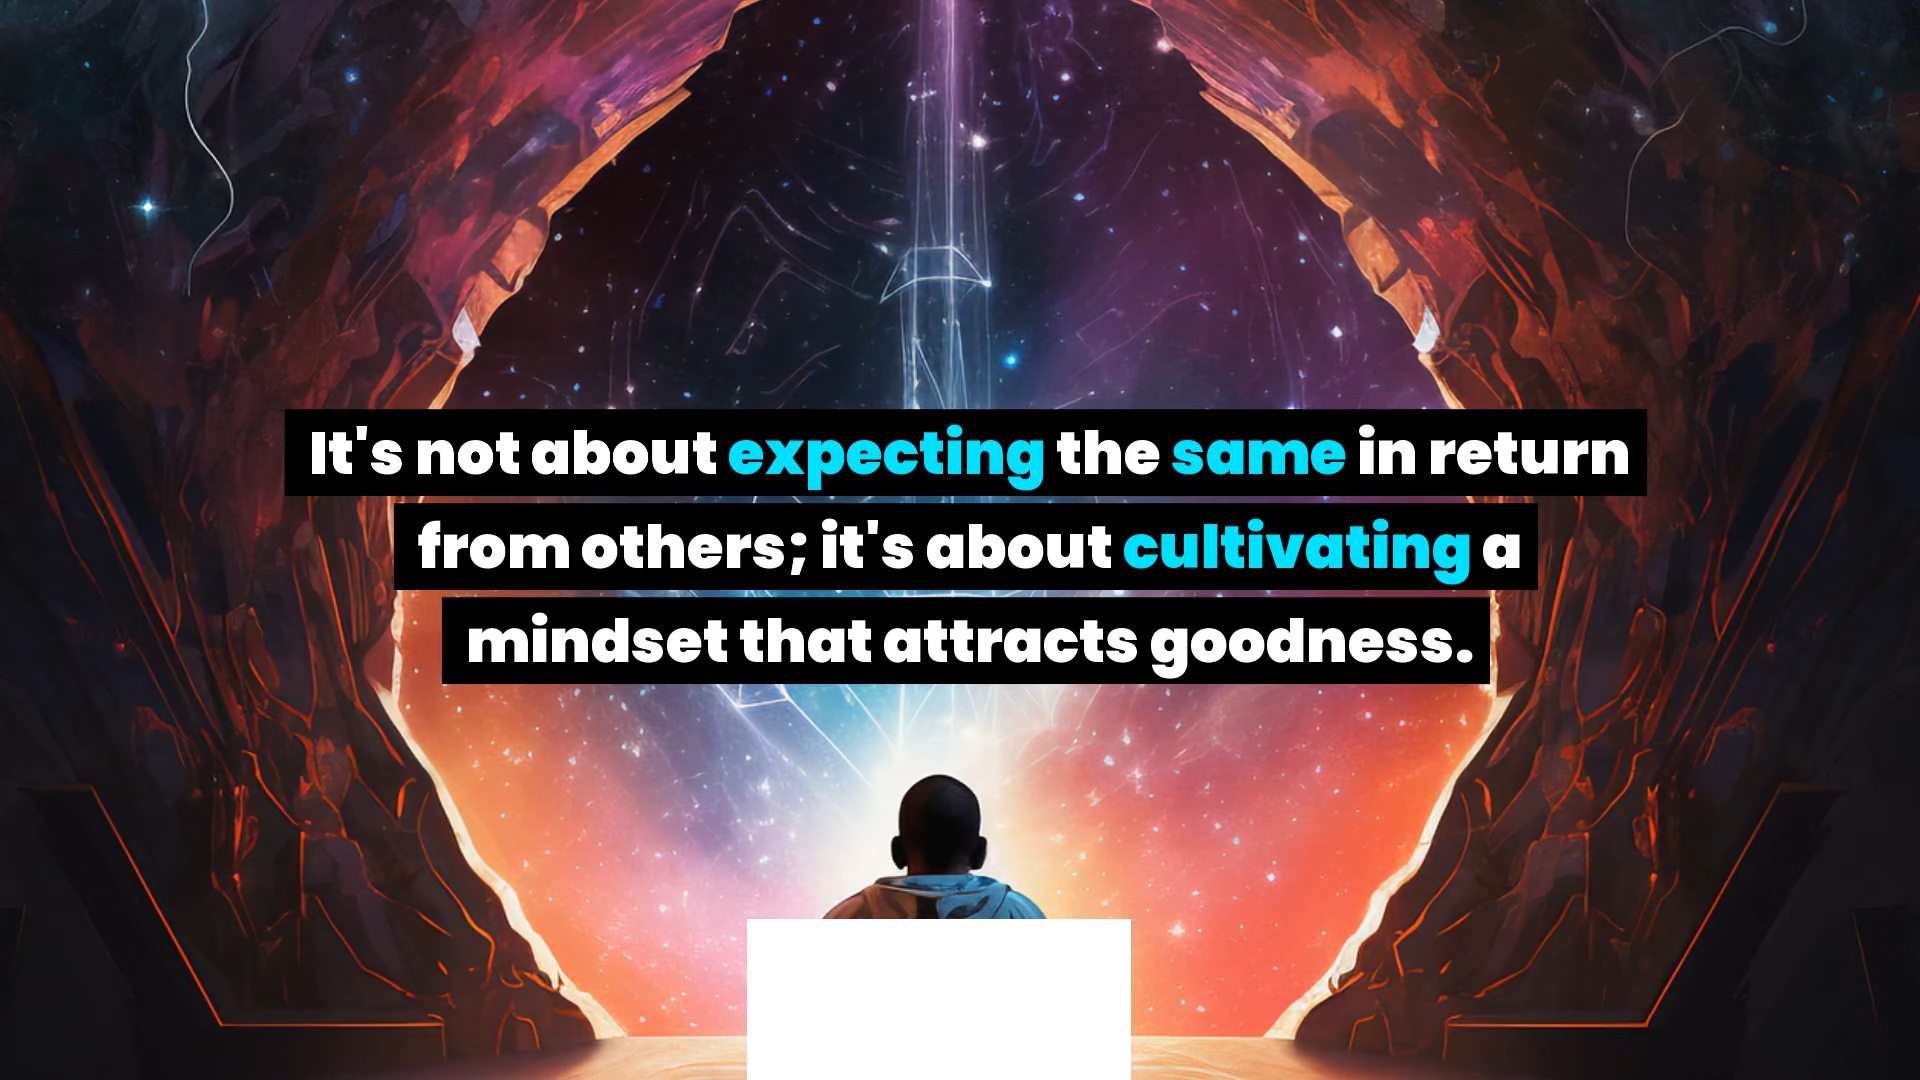 It's not about expecting the same in return
from others; it's about cultivating a
mindset that attracts goodness.